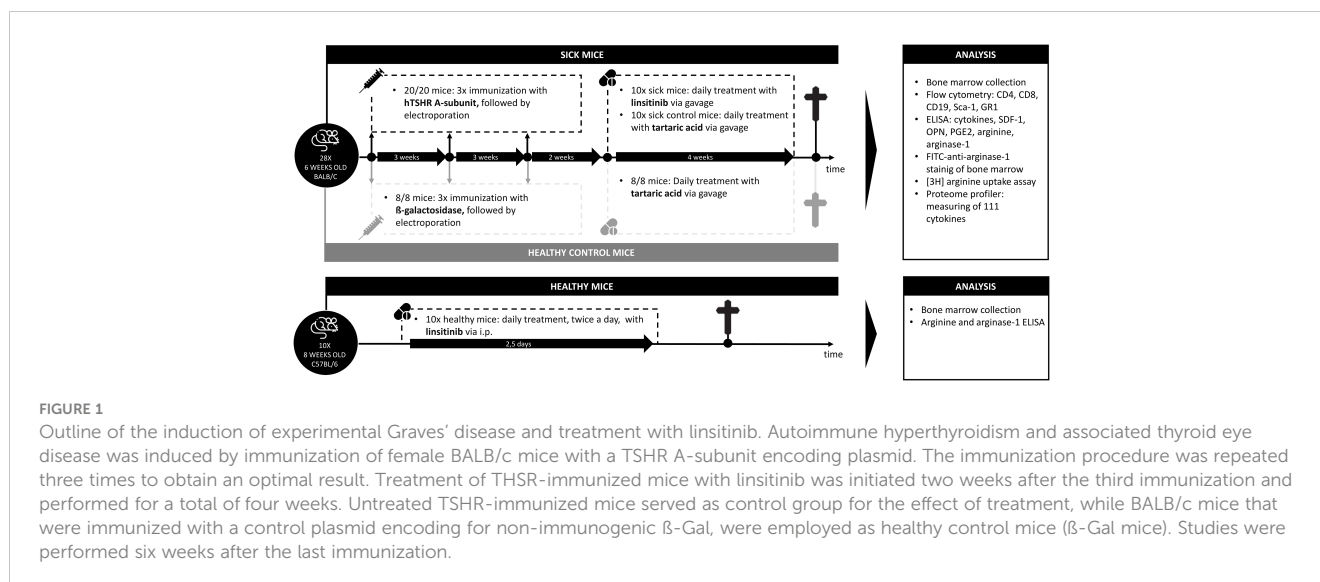 SICK MICE
20/20 mice: 3x immunization with
hTSHR A-subunit, followed by
electroporation
10x sick mice: daily treatment with
linsitinib via gavage
10x sick control mice: daily treatment
with tartaric acid via gavage
28X
6 WEEKS OLD
BALB/C
3 weeks
3 weeks
2 weeks
4 weeks
time
8/8 mice: 3x immunization with
ß-galactosidase, followed by
electroporation
8/8 mice: Daily treatment with
tartaric acid via gavage
HEALTHY CONTROL MICE
ANALYSIS
Bone marrow collection
Flow cytometry: CD4, CD8,
CD19, Sca-1, GR1
ELISA: cytokines, SDF-1,
OPN, PGE2, arginine,
arginase-1
FITC-anti-arginase-1
stainig of bone marrow
[3H] arginine uptake assay
Proteome profiler:
measuring of 111
cytokines
HEALTHY MICE
10x healthy mice: daily treatment, twice a day, with
linsitinib via i.p.
10X
8 WEEKS OLD
C57BL/6
2,5 days
time
ANALYSIS
Bone marrow collection
Arginine and arginase-1 ELISA
FIGURE 1
Outline of the induction of experimental Graves’ disease and treatment with linsitinib. Autoimmune hyperthyroidism and associated thyroid eye
disease was induced by immunization of female BALB/c mice with a TSHR A-subunit encoding plasmid. The immunization procedure was repeated
three times to obtain an optimal result. Treatment of THSR-immunized mice with linsitinib was initiated two weeks after the third immunization and
performed for a total of four weeks. Untreated TSHR-immunized mice served as control group for the effect of treatment, while BALB/c mice that
were immunized with a control plasmid encoding for non-immunogenic ß-Gal, were employed as healthy control mice (ß-Gal mice). Studies were
performed six weeks after the last immunization.